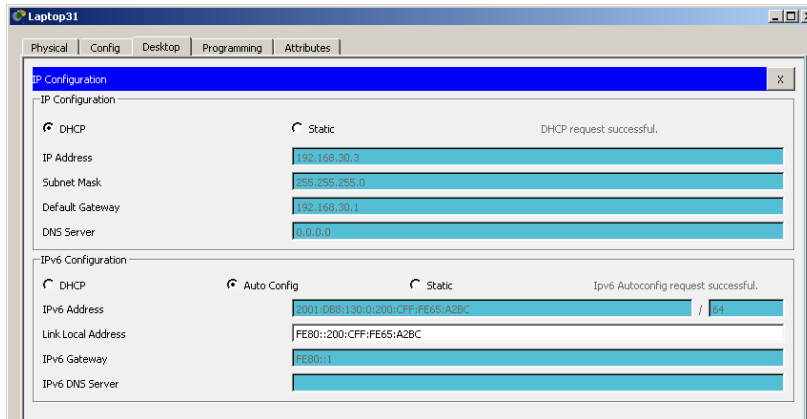 Laptop31
Physical Config Desktop Programming Attributes
IP Configuration X
IP Configuration
DHCP Static DHCP request successful.
IP Address 192.168.30.3
Subnet Mask 255.255.255.0
Default Gateway 192.168.30.1
DNS Server 0.0.0.0
IPv6 Configuration
DHCP Auto Config Static Ipv6 Autoconfig request successful.
IPv6 Address 2001:DB8:130:0:200:CFF:FE65:A2BC / 64
Link Local Address FE80::200:CFF:FE65:A2BC
IPv6 Gateway FE80::1
IPv6 DNS Server